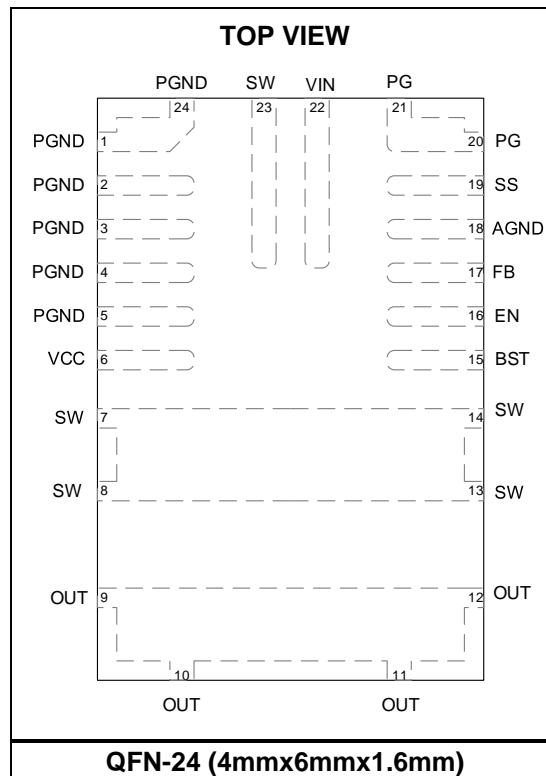 TOP VIEW
PGND SW VIN PG
24 23 22 21
PGND 1 20 PG
PGND 2 19 SS
PGND 3 18 AGND
PGND 4 17 FB
PGND 5 16 EN
VCC 6 15 BST
SW 7 14 SW
SW 8 13 SW
OUT 9 12 OUT
10 11
OUT OUT
QFN-24 (4mmx6mmx1.6mm)